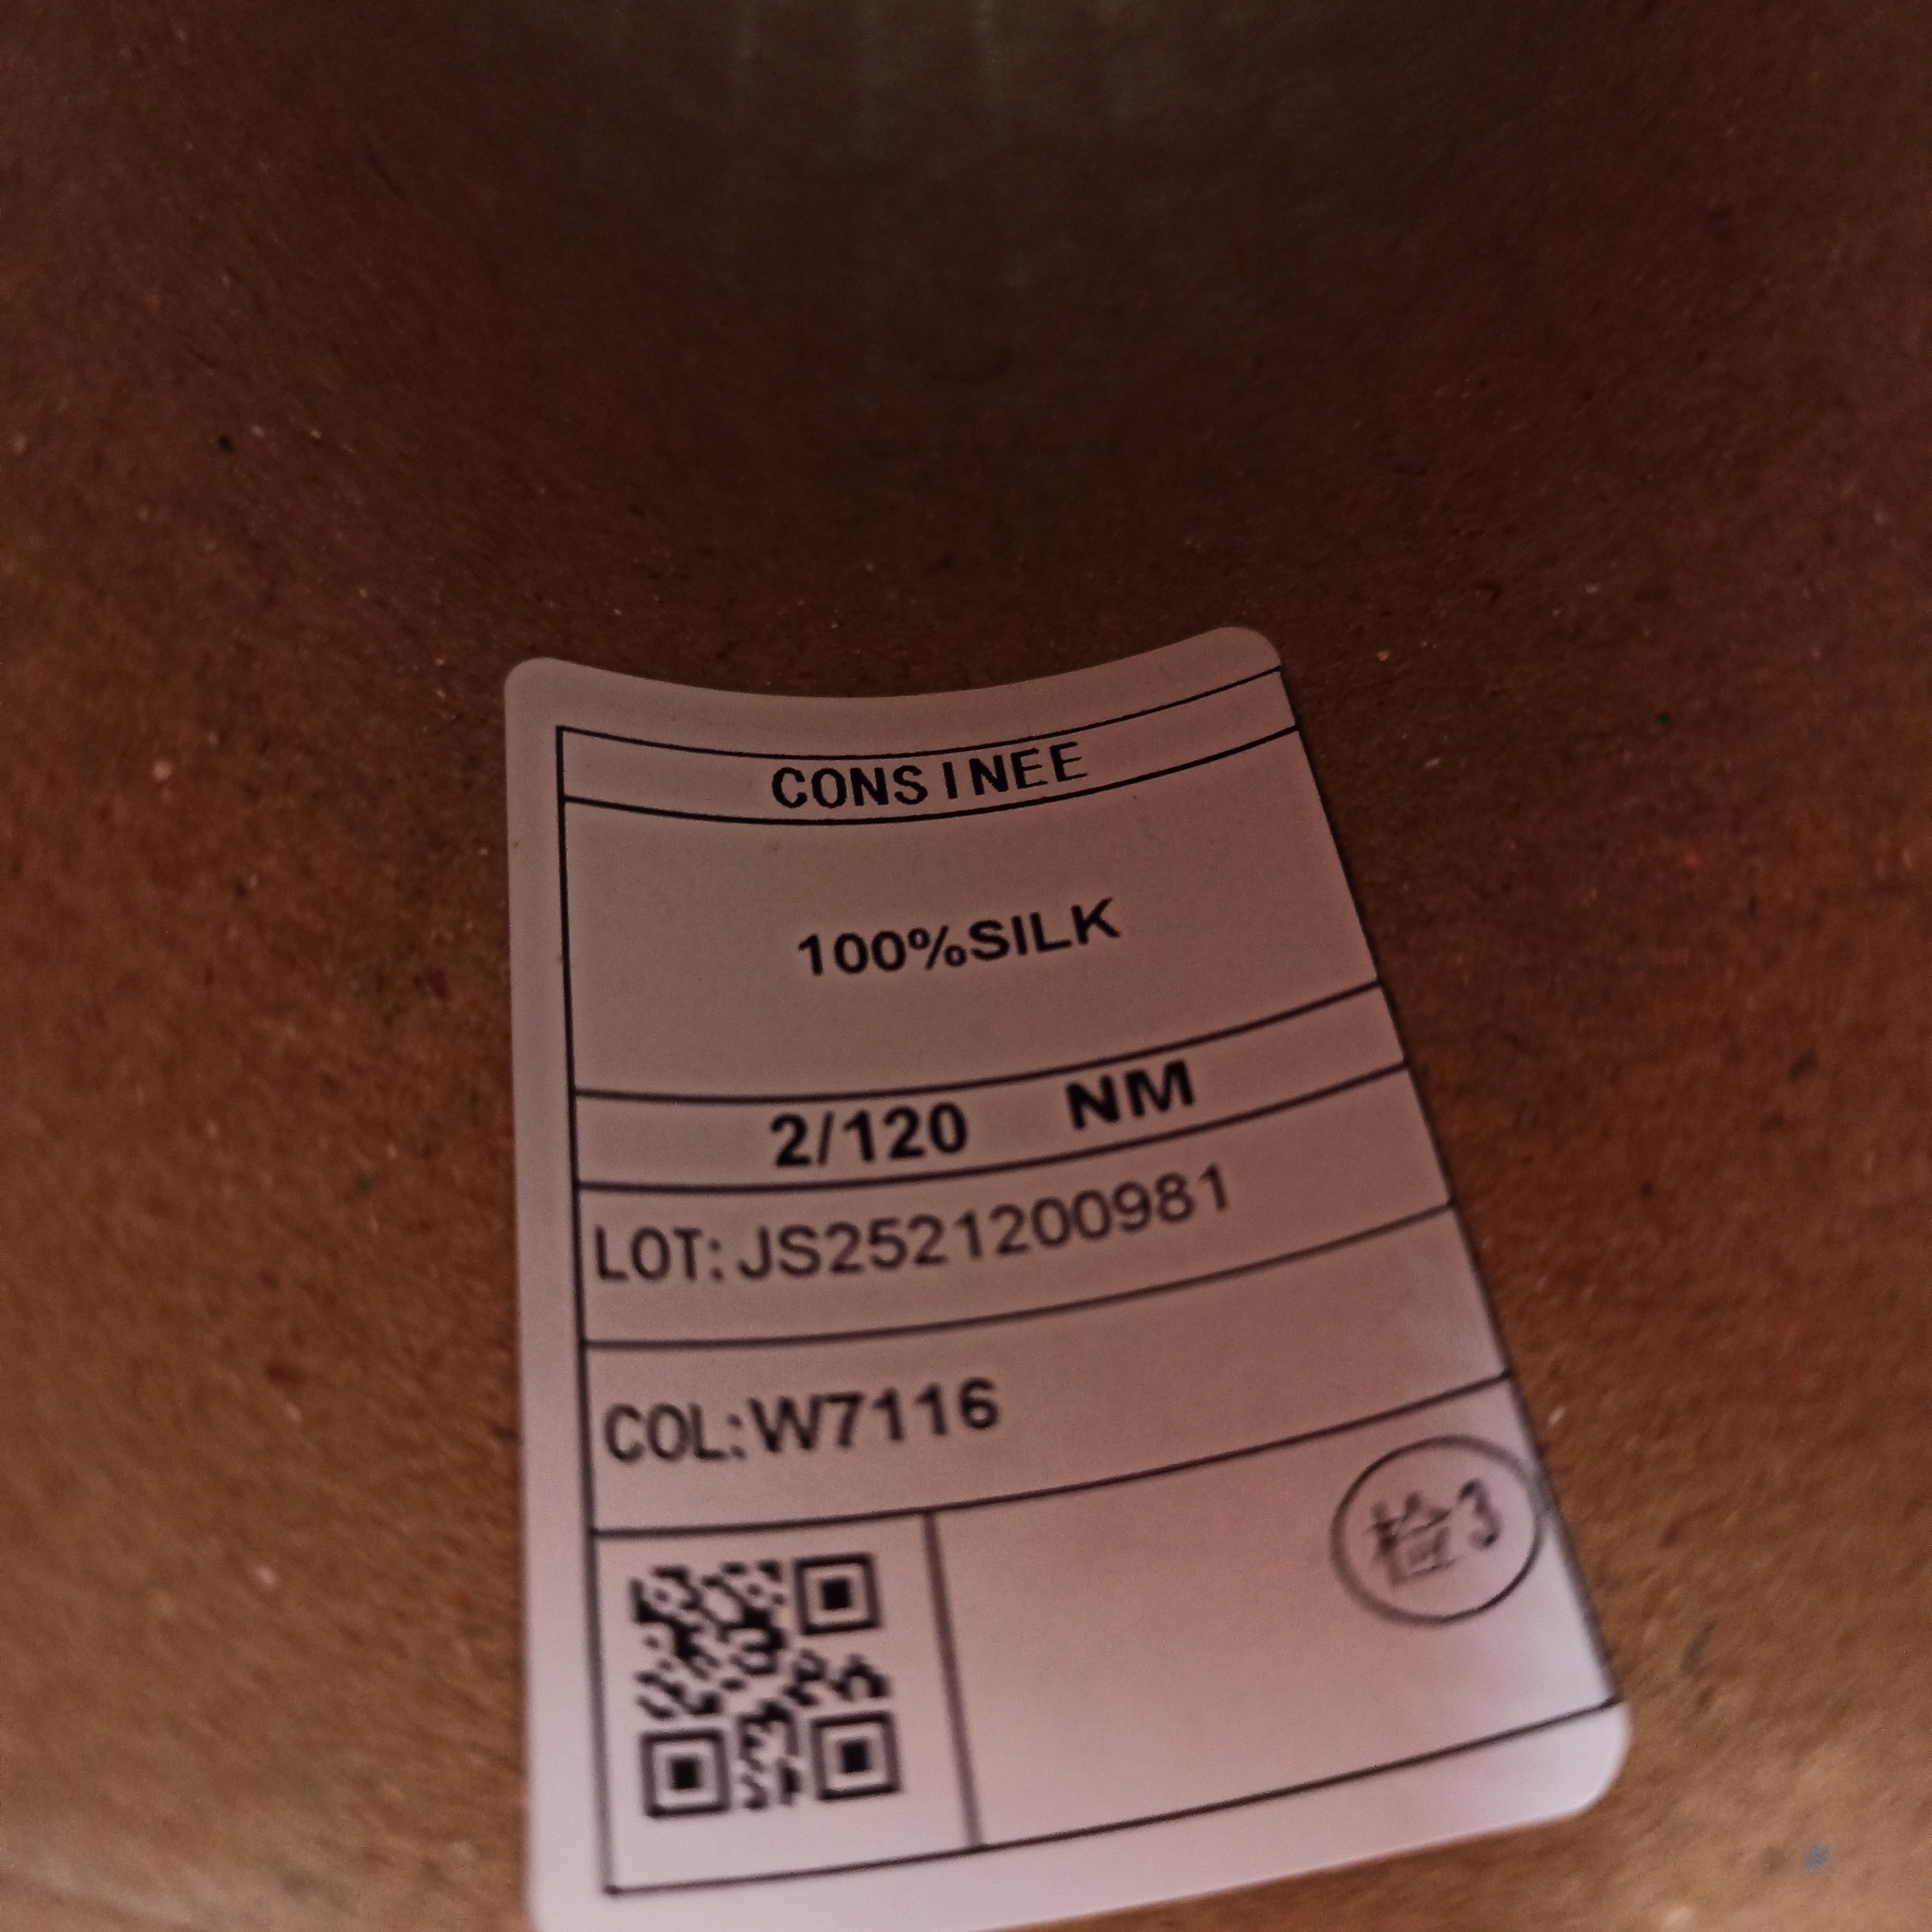 CONSINEE
100%SILK
2/120 NM
LOT: JS2521200981
COL:W7116
检3